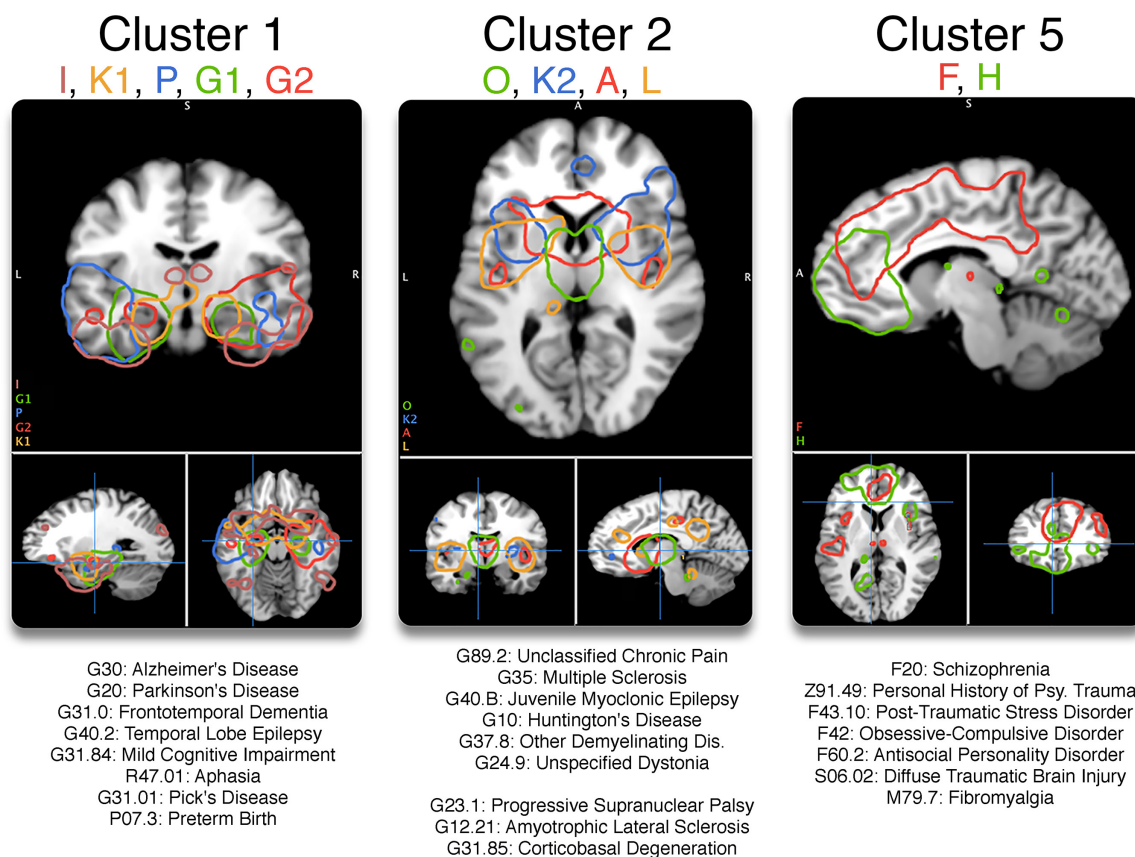 Cluster 1
I, K1, P, G1, G2
S
L
R
I
G1
P
G2
K1
G30: Alzheimer's Disease
G20: Parkinson's Disease
G31.0: Frontotemporal Dementia
G40.2: Temporal Lobe Epilepsy
G31.84: Mild Cognitive Impairment
R47.01: Aphasia
G31.01: Pick's Disease
P07.3: Preterm Birth
Cluster 2
O, K2, A, L
A
L
R
O
K2
A
L
G89.2: Unclassified Chronic Pain
G35: Multiple Sclerosis
G40.B: Juvenile Myoclonic Epilepsy
G10: Huntington's Disease
G37.8: Other Demyelinating Dis.
G24.9: Unspecified Dystonia
G23.1: Progressive Supranuclear Palsy
G12.21: Amyotrophic Lateral Sclerosis
G31.85: Corticobasal Degeneration
Cluster 5
F, H
S
A
F
H
F20: Schizophrenia
Z91.49: Personal History of Psy. Trauma
F43.10: Post-Traumatic Stress Disorder
F42: Obsessive-Compulsive Disorder
F60.2: Antisocial Personality Disorder
S06.02: Diffuse Traumatic Brain Injury
M79.7: Fibromyalgia